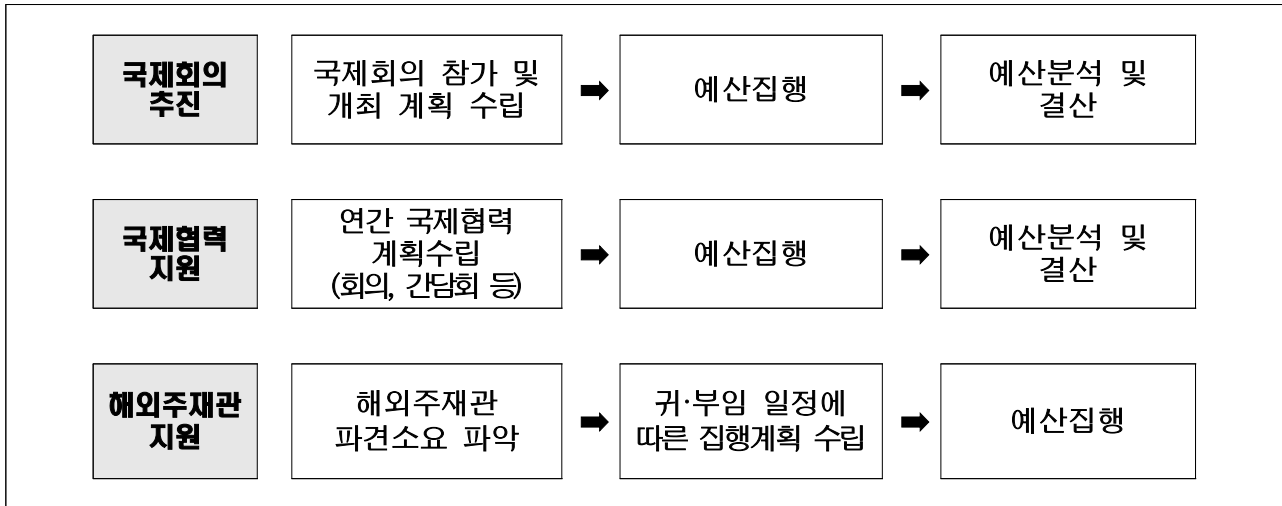 국제회의
추진
국제회의 참가 및
개최 계획 수립
➡
예산집행
➡
예산분석 및
결산
국제협력
지원
연간 국제협력
계획수립
(회의, 간담회 등)
➡
예산집행
➡
예산분석 및
결산
해외주재관
지원
해외주재관
파견소요 파악
➡
귀·부임 일정에
따른 집행계획 수립
➡
예산집행